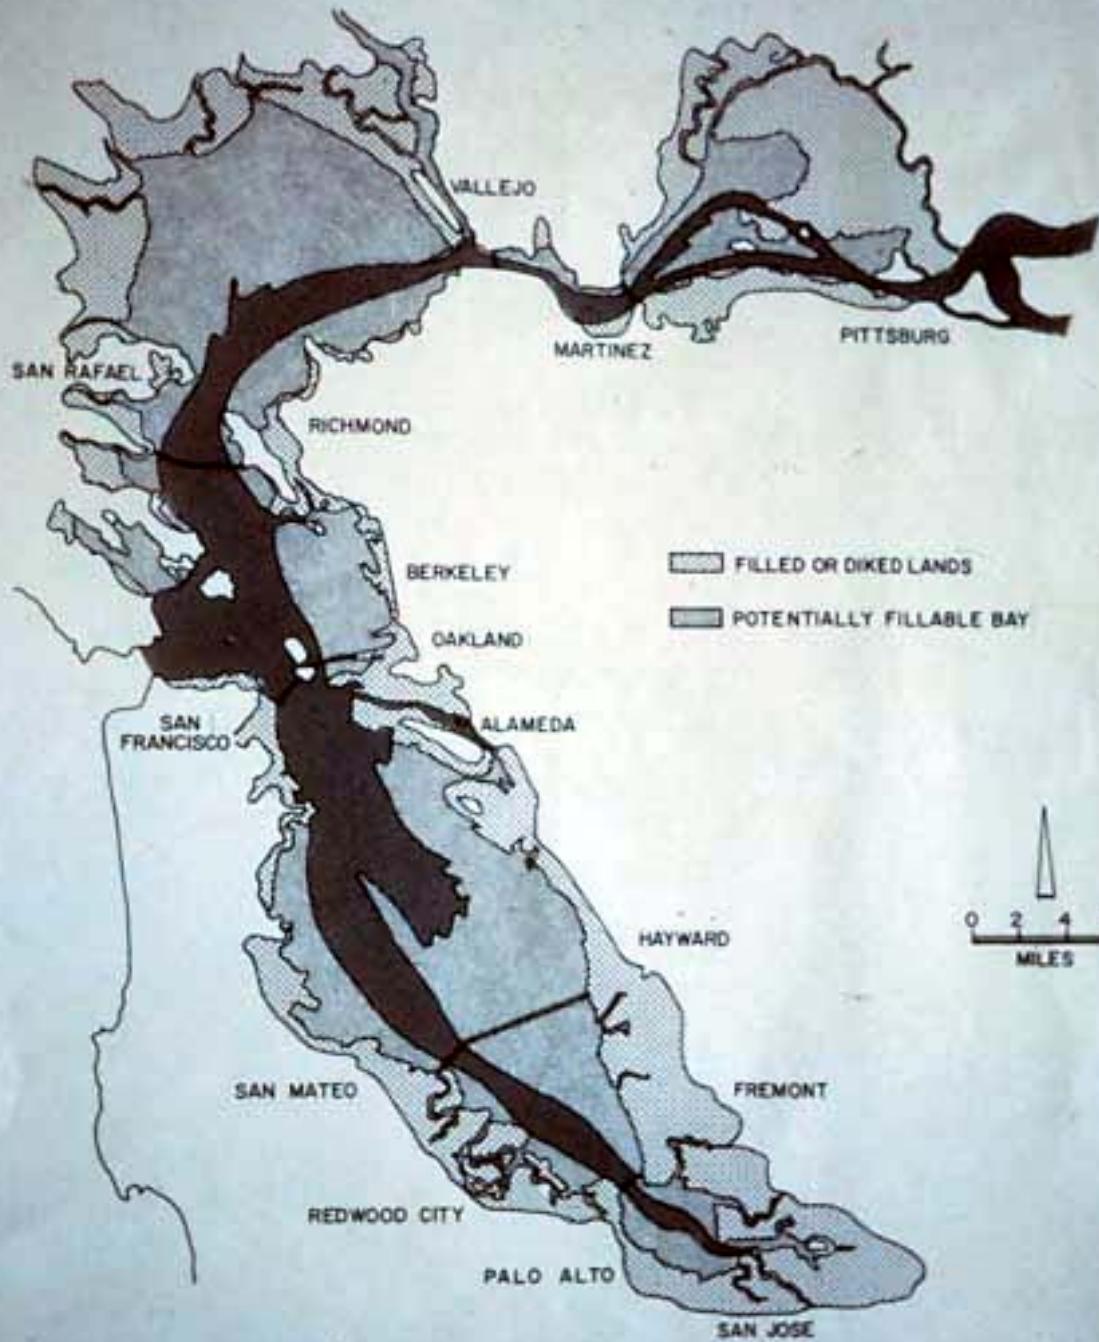 VALLEJO
MARTINEZ
PITTSBURG
SAN RAFAEL
RICHMOND
BERKELEY
FILLED OR DIKED LANDS
POTENTIALLY FILLABLE BAY
OAKLAND
SAN
FRANCISCO
ALAMEDA
HAYWARD
0 2 4
MILES
SAN MATEO
FREMONT
REDWOOD CITY
PALO ALTO
SAN JOSE